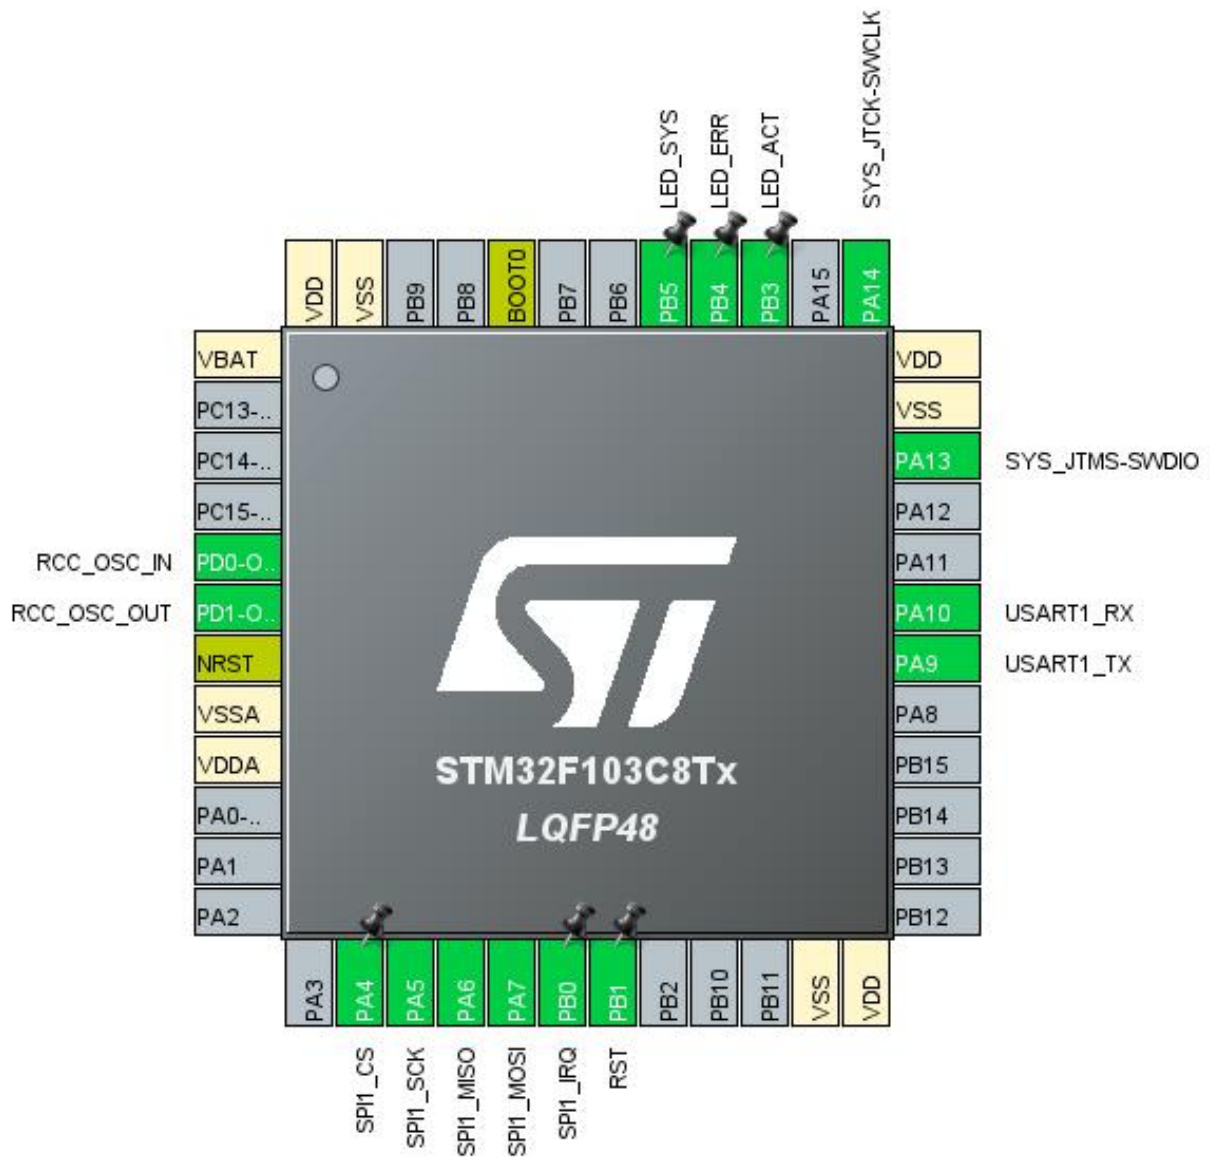 SYS_JTCK-SWCLK
LED_SYS
LED_ERR
LED_ACT
VDD
VSS
PB9
PB8
BOOT0
PB7
PB6
PB5
PB4
PB3
PA15
PA14
VBAT
PC13-..
PC14-..
PC15-..
RCC_OSC_IN PD0-O..
RCC_OSC_OUT PD1-O..
NRST
VSSA
VDDA
PA0-..
PA1
PA2
VDD
VSS
PA13 SYS_JTMS-SWDIO
PA12
PA11
PA10 USART1_RX
PA9 USART1_TX
PA8
PB15
PB14
PB13
PB12
ST
STM32F103C8Tx
LQFP48
PA3
PA4
PA5
PA6
PA7
PB0
PB1
PB2
PB10
PB11
VSS
VDD
SPI1_CS
SPI1_SCK
SPI1_MISO
SPI1_MOSI
SPI1_IRQ
RST